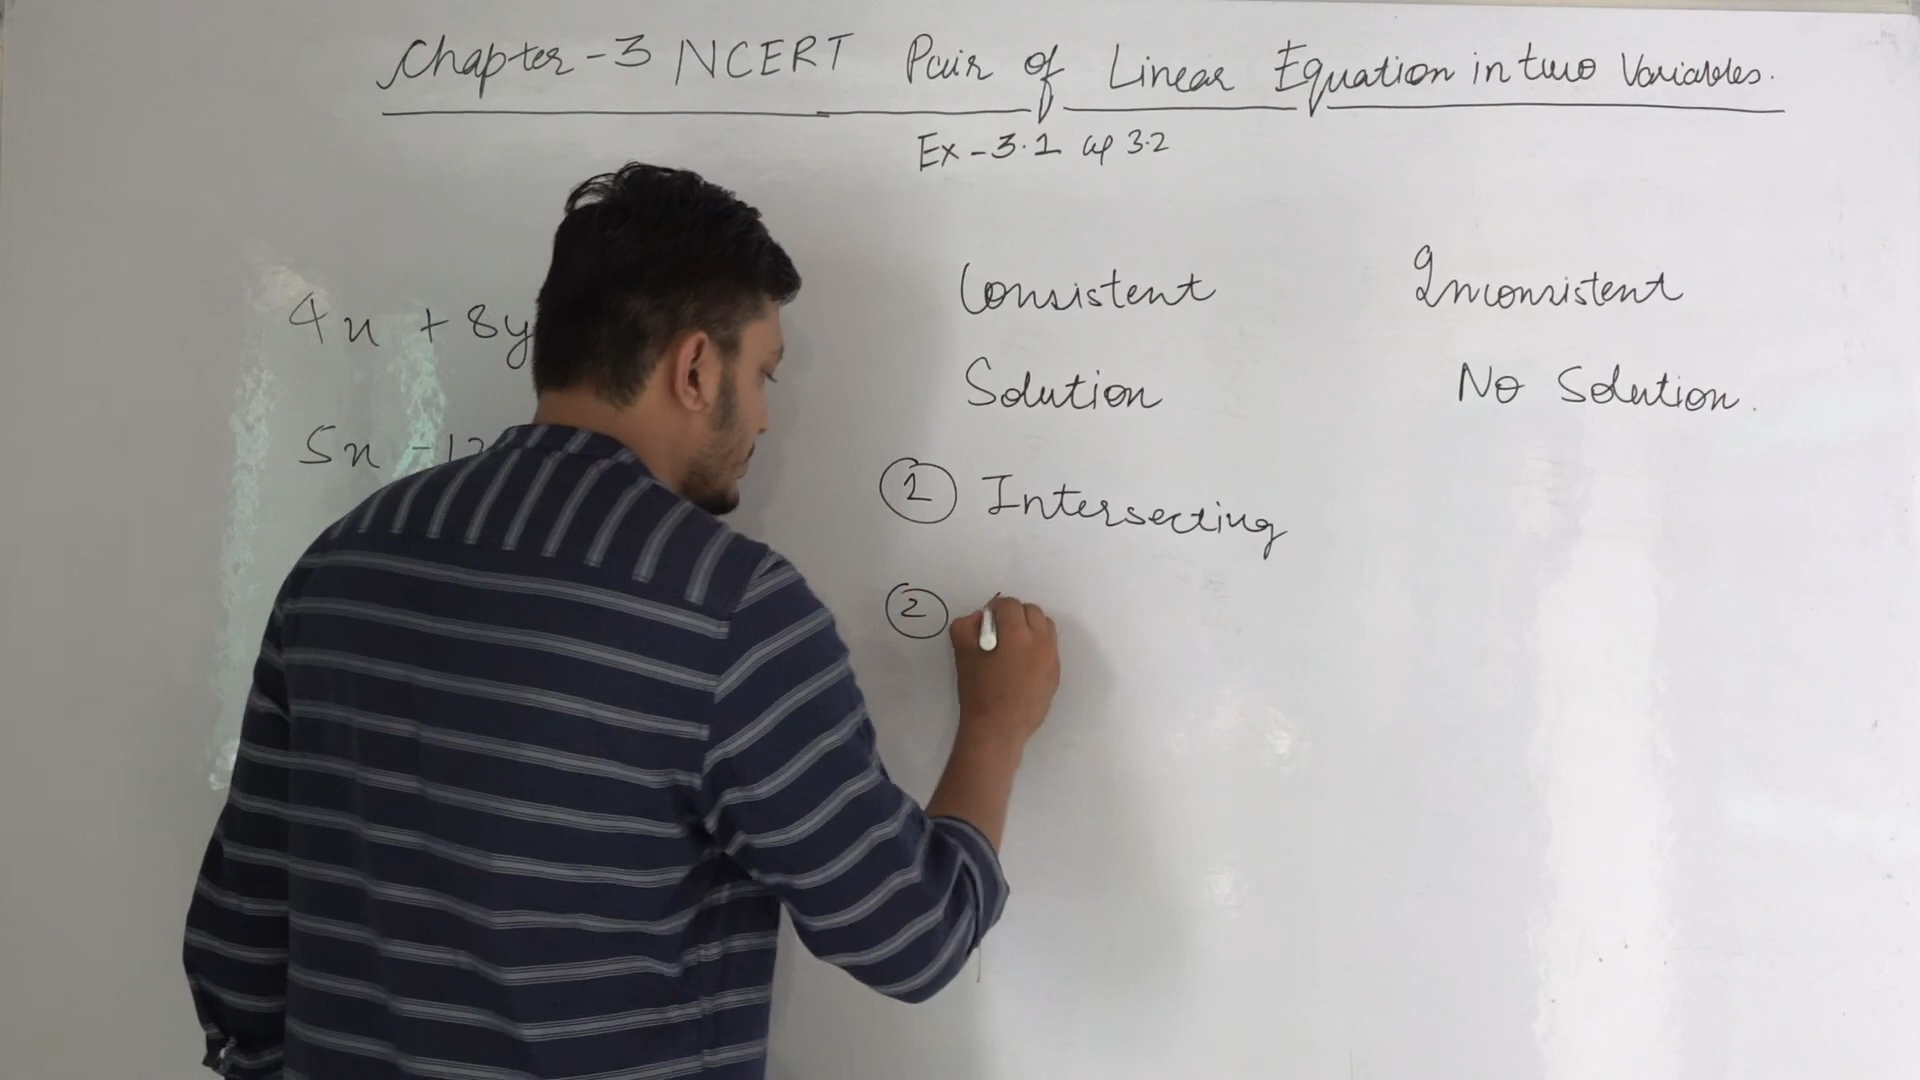 Chapter-3 NCERT Pair of Linear Equation in two Variables.
Ex-3.1 & 3.2
Consistent Inconsistent
4x + 8y
Solution No Solution.
5x - 12
1 Intersecting
2